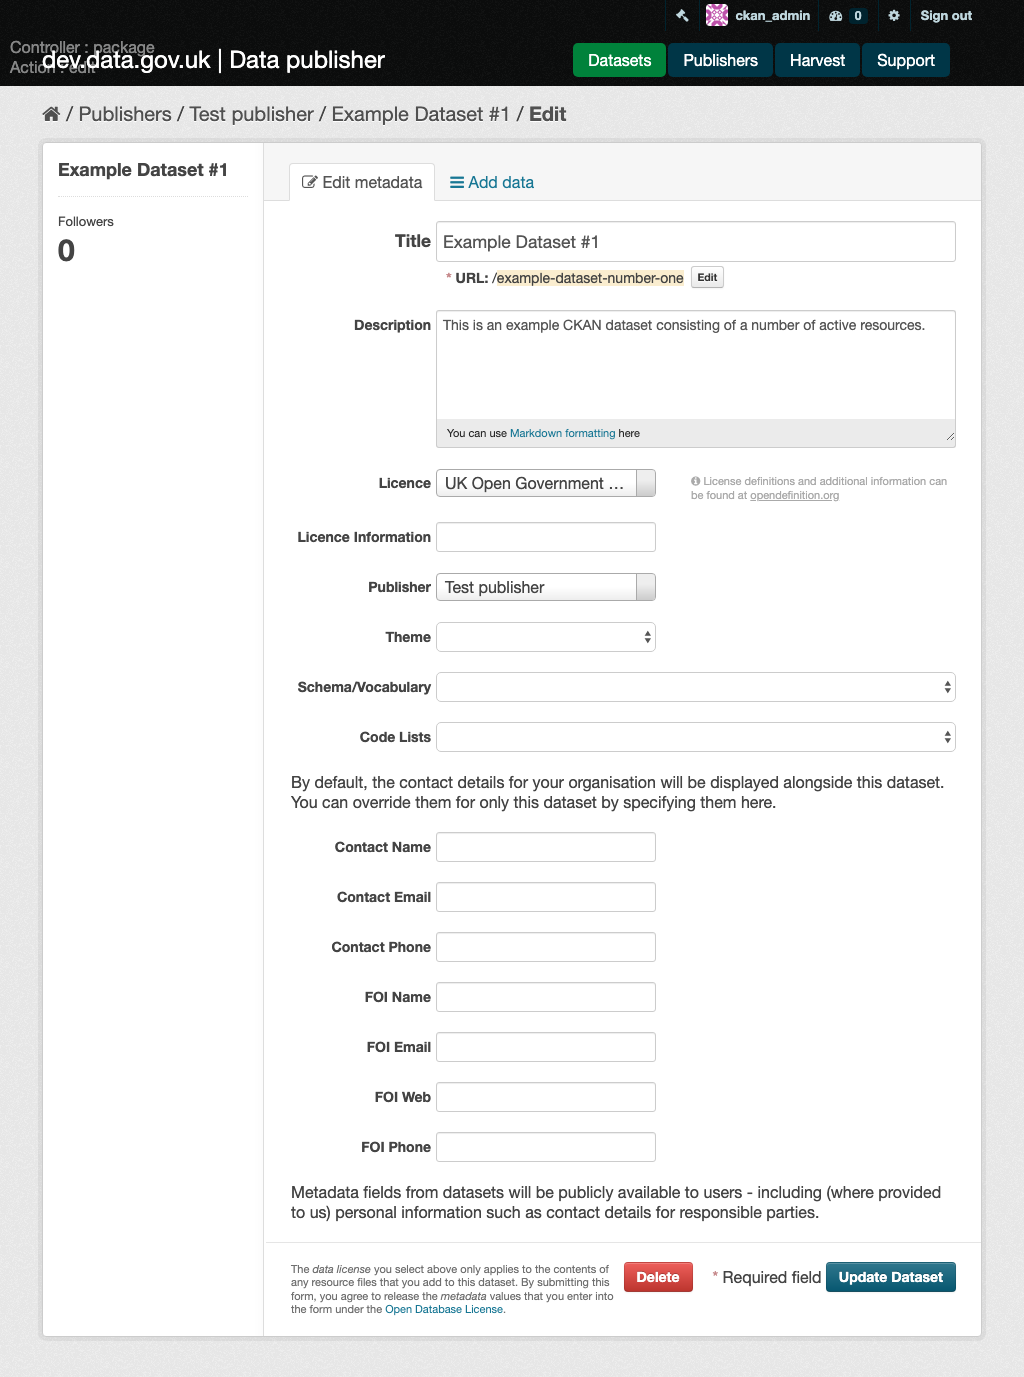 ckan_admin 0 Sign out
Controller : package
Action : edit
dev.data.gov.uk | Data publisher
Datasets Publishers Harvest Support
/ Publishers / Test publisher / Example Dataset #1 / Edit
Example Dataset #1
Followers
0
Edit metadata Add data
Title Example Dataset #1
* URL: /example-dataset-number-one Edit
Description This is an example CKAN dataset consisting of a number of active resources.
You can use Markdown formatting here
Licence UK Open Government ...
License definitions and additional information can
be found at opendefinition.org
Licence Information
Publisher Test publisher
Theme
Schema/Vocabulary
Code Lists
By default, the contact details for your organisation will be displayed alongside this dataset.
You can override them for only this dataset by specifying them here.
Contact Name
Contact Email
Contact Phone
FOI Name
FOI Email
FOI Web
FOI Phone
Metadata fields from datasets will be publicly available to users - including (where provided
to us) personal information such as contact details for responsible parties.
The data license you select above only applies to the contents of
any resource files that you add to this dataset. By submitting this
form, you agree to release the metadata values that you enter into
the form under the Open Database License.
Delete * Required field Update Dataset